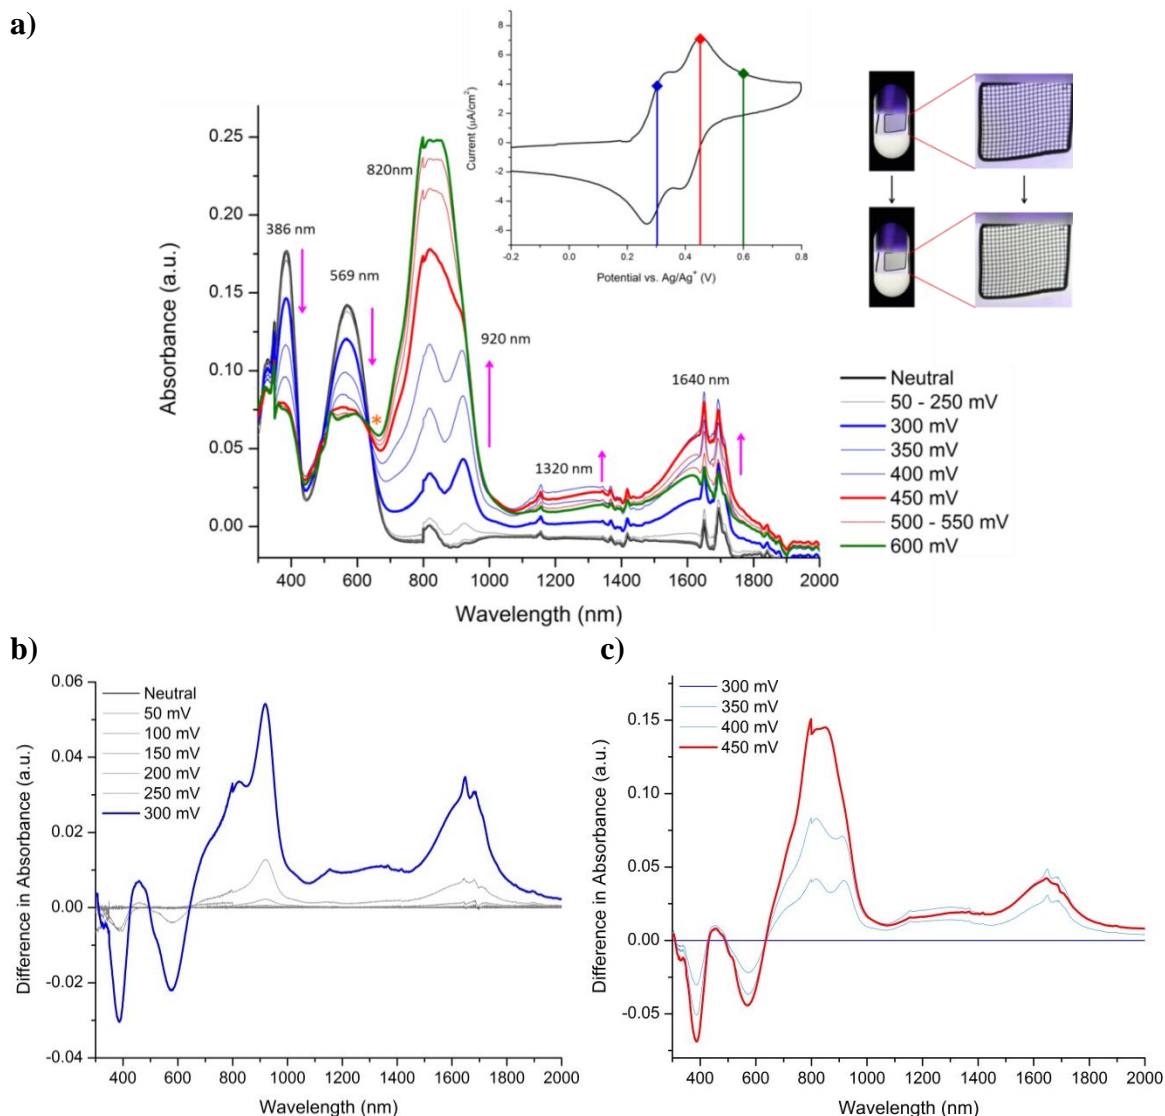 a)
Current (μA/cm²)
8
6
4
2
0
-2
-4
-6
-0.2 0.0 0.2 0.4 0.6 0.8
Potential vs. Ag/Ag⁺ (V)
Absorbance (a.u.)
0.25
0.20
0.15
0.10
0.05
0.00
386 nm
569 nm
820nm
920 nm
1320 nm
1640 nm
*
400 600 800 1000 1200 1400 1600 1800 2000
Wavelength (nm)
Neutral
50 - 250 mV
300 mV
350 mV
400 mV
450 mV
500 - 550 mV
600 mV
b)
Difference in Absorbance (a.u.)
0.06
0.04
0.02
0.00
-0.02
-0.04
Neutral
50 mV
100 mV
150 mV
200 mV
250 mV
300 mV
400 600 800 1000 1200 1400 1600 1800 2000
Wavelength (nm)
c)
Difference in Absorbance (a.u.)
0.15
0.10
0.05
0.00
-0.05
300 mV
350 mV
400 mV
450 mV
400 600 800 1000 1200 1400 1600 1800 2000
Wavelength (nm)